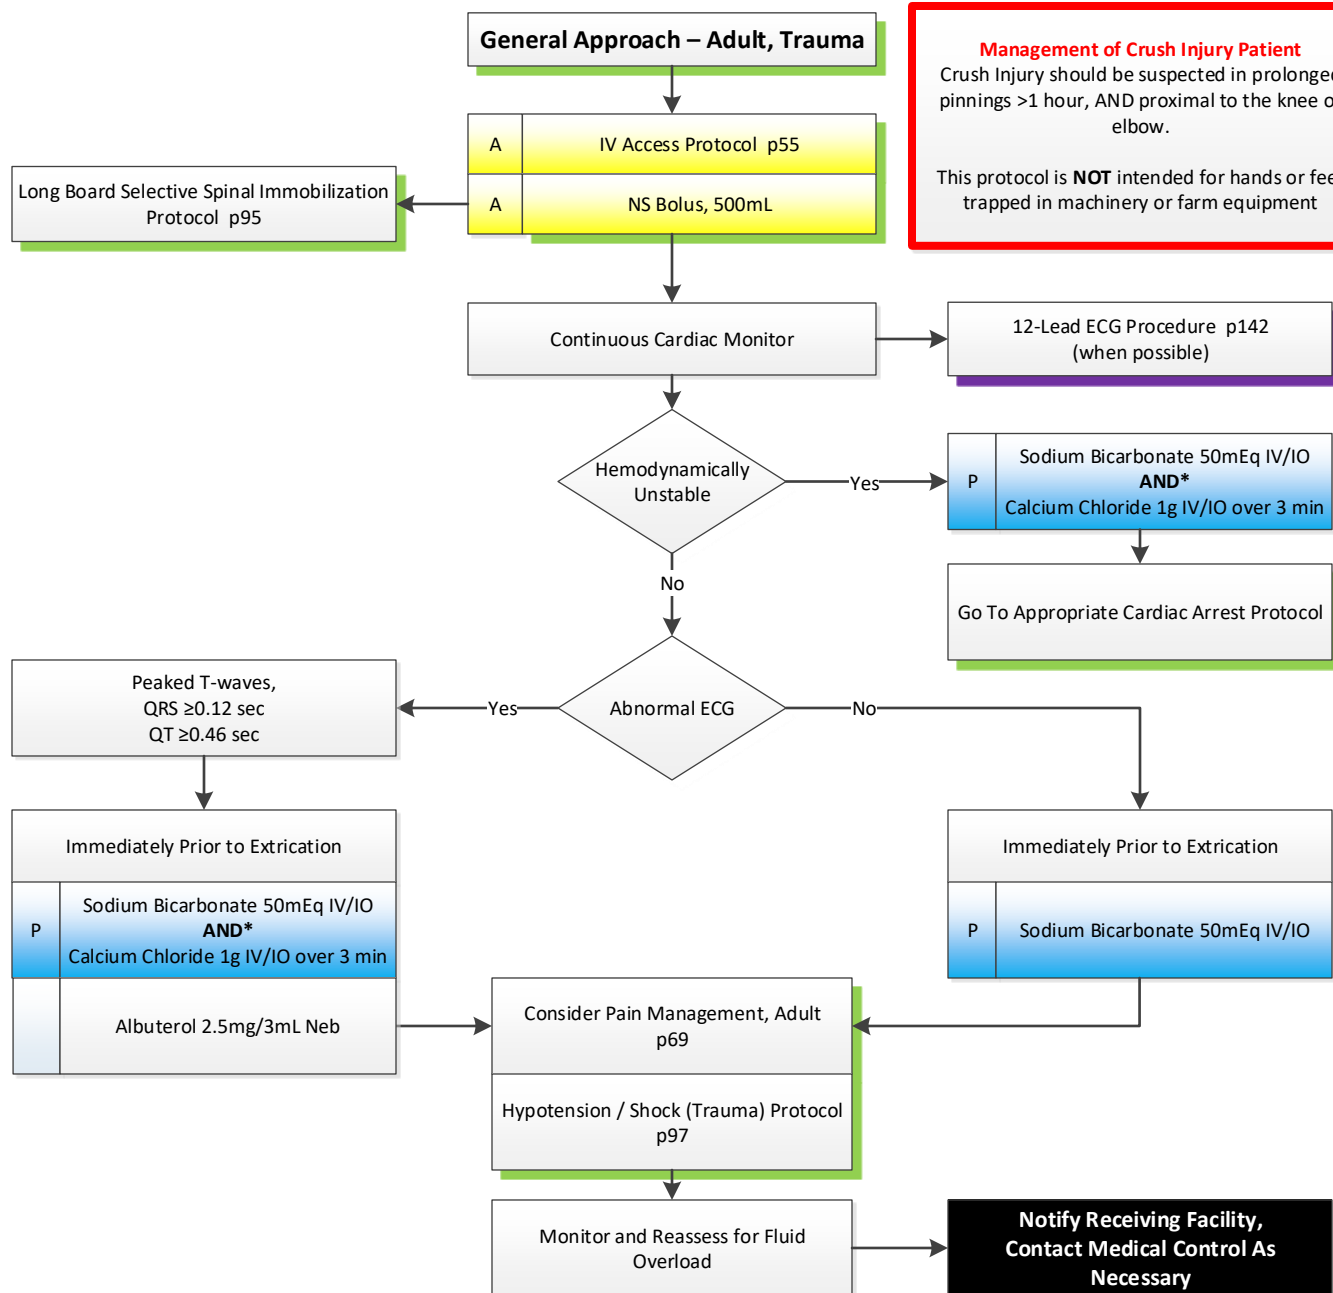 General Approach – Adult, Trauma
Management of Crush Injury Patient
Crush Injury should be suspected in prolonged
pinnings >1 hour, AND proximal to the knee or
elbow.
This protocol is NOT intended for hands or feet
trapped in machinery or farm equipment
A
IV Access Protocol p55
A
NS Bolus, 500mL
Long Board Selective Spinal Immobilization
Protocol p95
Continuous Cardiac Monitor
12-Lead ECG Procedure p142
(when possible)
Hemodynamically
Unstable
Yes
P
Sodium Bicarbonate 50mEq IV/IO
AND*
Calcium Chloride 1g IV/IO over 3 min
No
Go To Appropriate Cardiac Arrest Protocol
Abnormal ECG
Yes
No
Peaked T-waves,
QRS ≥0.12 sec
QT ≥0.46 sec
Immediately Prior to Extrication
P
Sodium Bicarbonate 50mEq IV/IO
AND*
Calcium Chloride 1g IV/IO over 3 min
Albuterol 2.5mg/3mL Neb
Immediately Prior to Extrication
P
Sodium Bicarbonate 50mEq IV/IO
Consider Pain Management, Adult
p69
Hypotension / Shock (Trauma) Protocol
p97
Monitor and Reassess for Fluid
Overload
Notify Receiving Facility,
Contact Medical Control As
Necessary